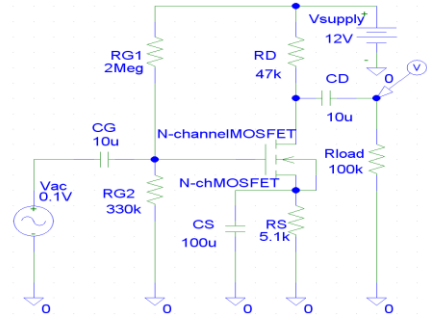 Vsupply
12V
0
V
RG1
2Meg
RD
47k
CD
10u
N-channelMOSFET
CG
10u
N-chMOSFET
Rload
100k
Vac
0.1V
RG2
330k
CS
100u
RS
5.1k
0
0
0
0
0